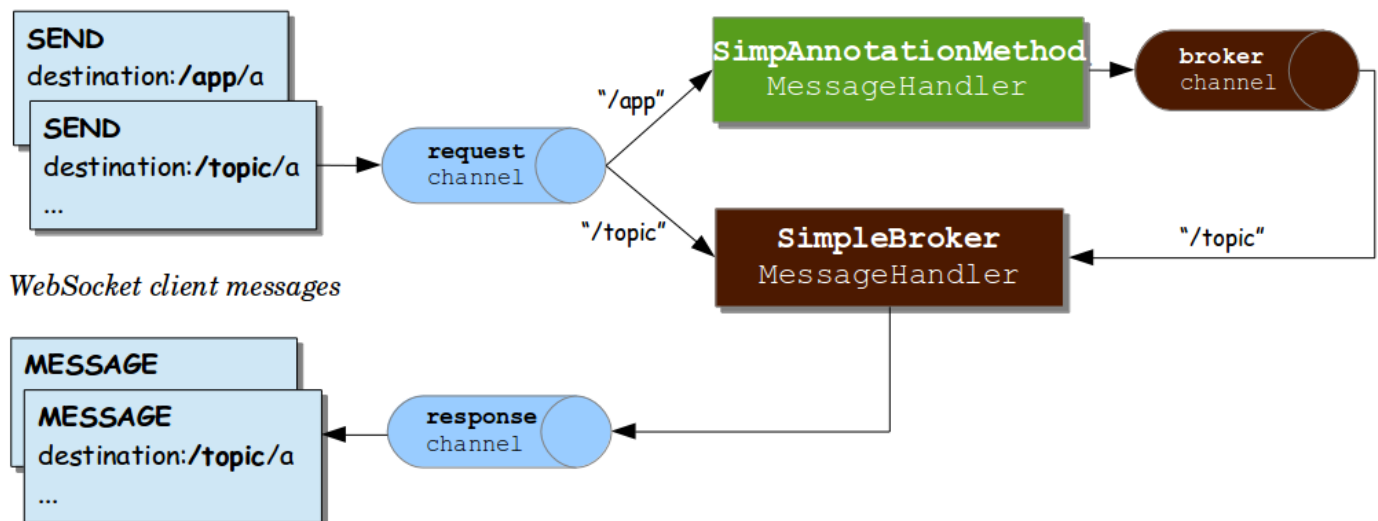 SEND
destination:/app/a
SEND
destination:/topic/a
...
WebSocket client messages
request
channel
“/app”
“/topic”
SimpAnnotationMethod
MessageHandler
broker
channel
SimpleBroker
MessageHandler
“/topic”
MESSAGE
MESSAGE
destination:/topic/a
...
response
channel